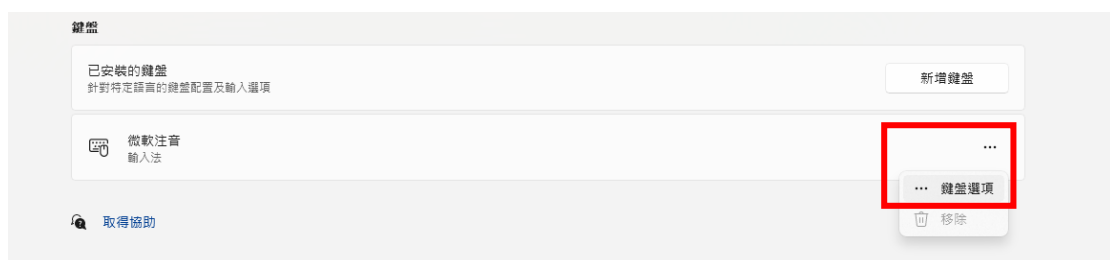 鍵盤
已安裝的鍵盤
針對特定語言的鍵盤配置及輸入選項
新增鍵盤
微軟注音
輸入法
...
... 鍵盤選項
移除
取得協助